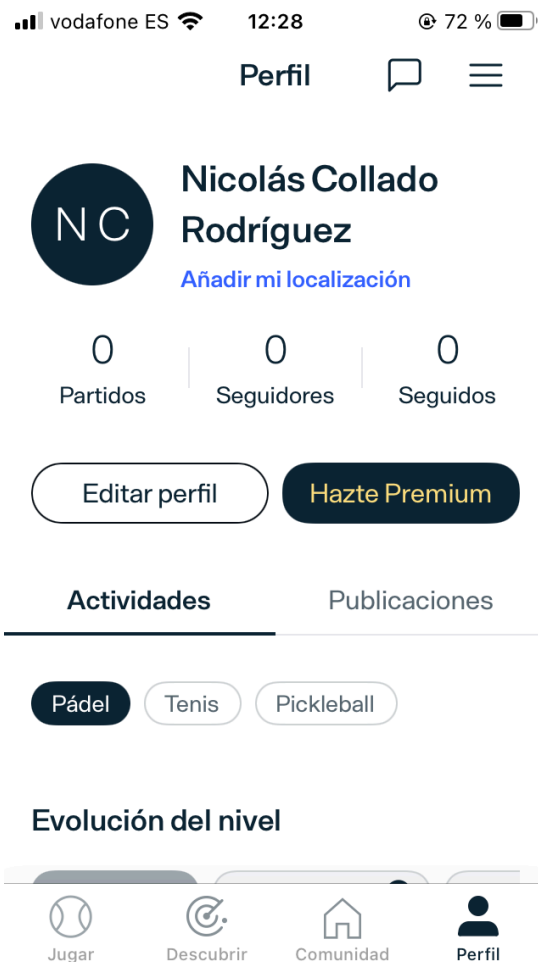 vodafone ES 12:28 72 %
Perfil
NC
Nicolás Collado
Rodríguez
Añadir mi localización
0 0 0
Partidos Seguidores Seguidos
Editar perfil Hazte Premium
Actividades Publicaciones
Pádel Tenis Pickleball
Evolución del nivel
Jugar Descubrir Comunidad Perfil